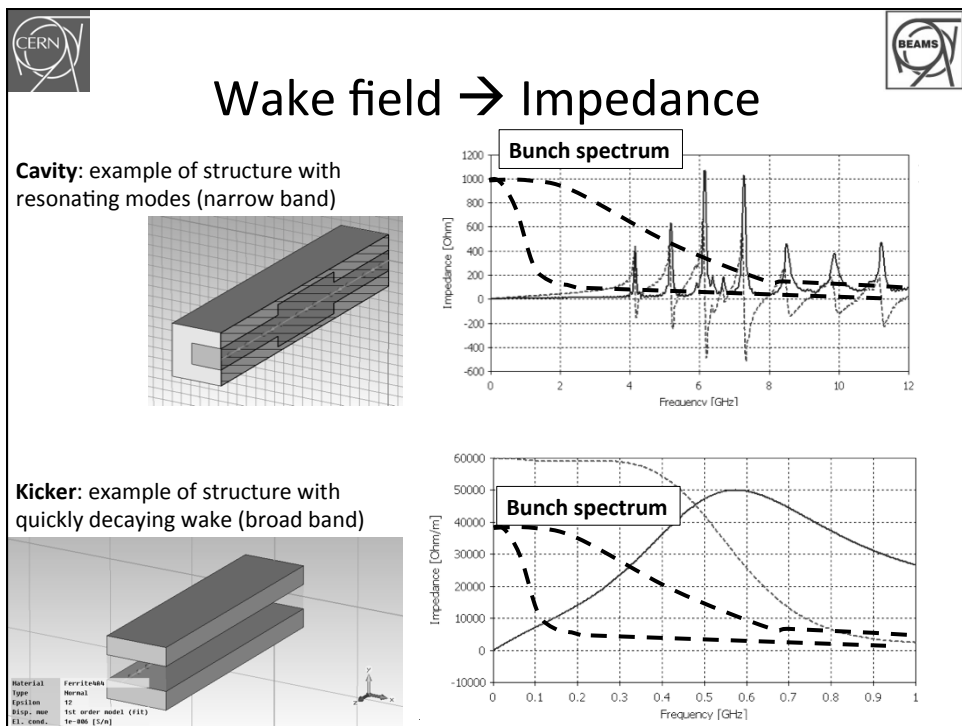 CERN
BEAMS
Wake field → Impedance
Cavity: example of structure with
resonating modes (narrow band)
Bunch spectrum
1200
1000
800
600
400
200
0
-200
-400
-600
Impedance [Ohm]
0 2 4 6 8 10 12
Frequency [GHz]
Kicker: example of structure with
quickly decaying wake (broad band)
Material Ferrite4A4
Type Normal
Epsilon 12
Disp. mue 1st order model (fit)
El. cond. 1e-006 [S/m]
y
z
x
Bunch spectrum
60000
50000
40000
30000
20000
10000
0
-10000
Impedance [Ohm/m]
0 0.1 0.2 0.3 0.4 0.5 0.6 0.7 0.8 0.9 1
Frequency [GHz]